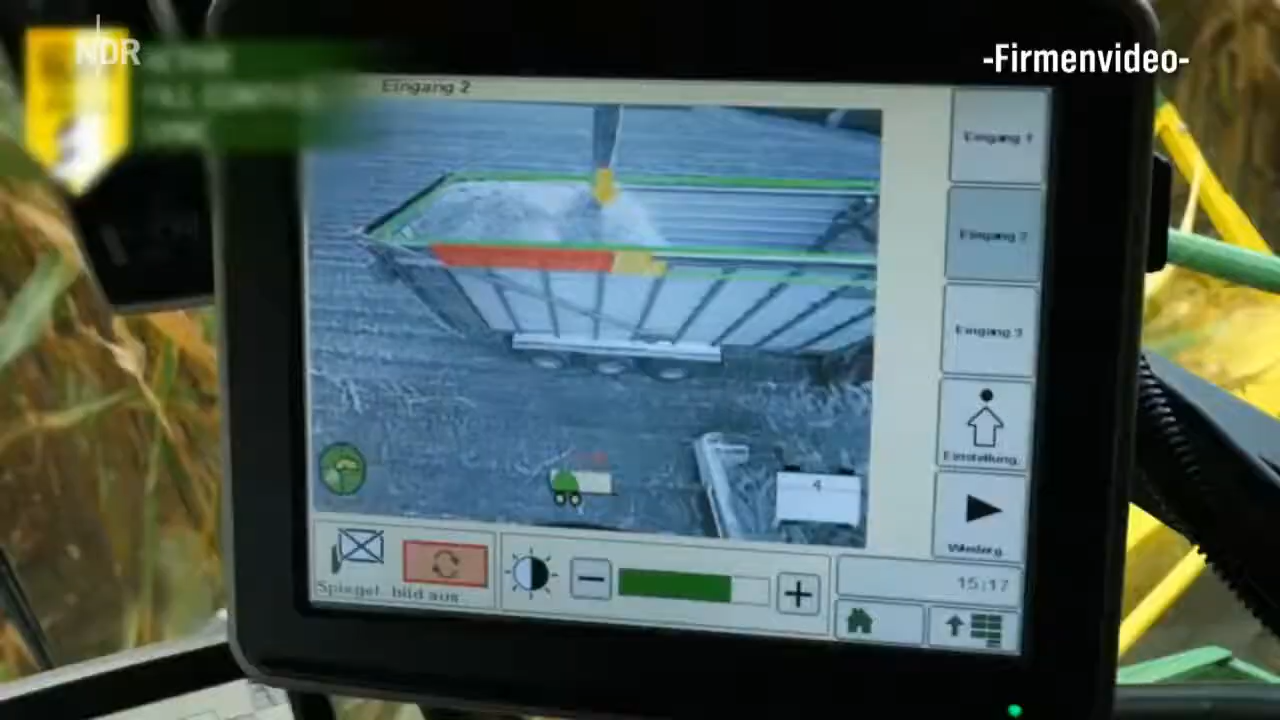 NDR
-Firmenvideo-
Eingang 2
Eingang 1
Eingang 2
Eingang 3
Einstellung.
4
Spiegel. bild aus
15:17